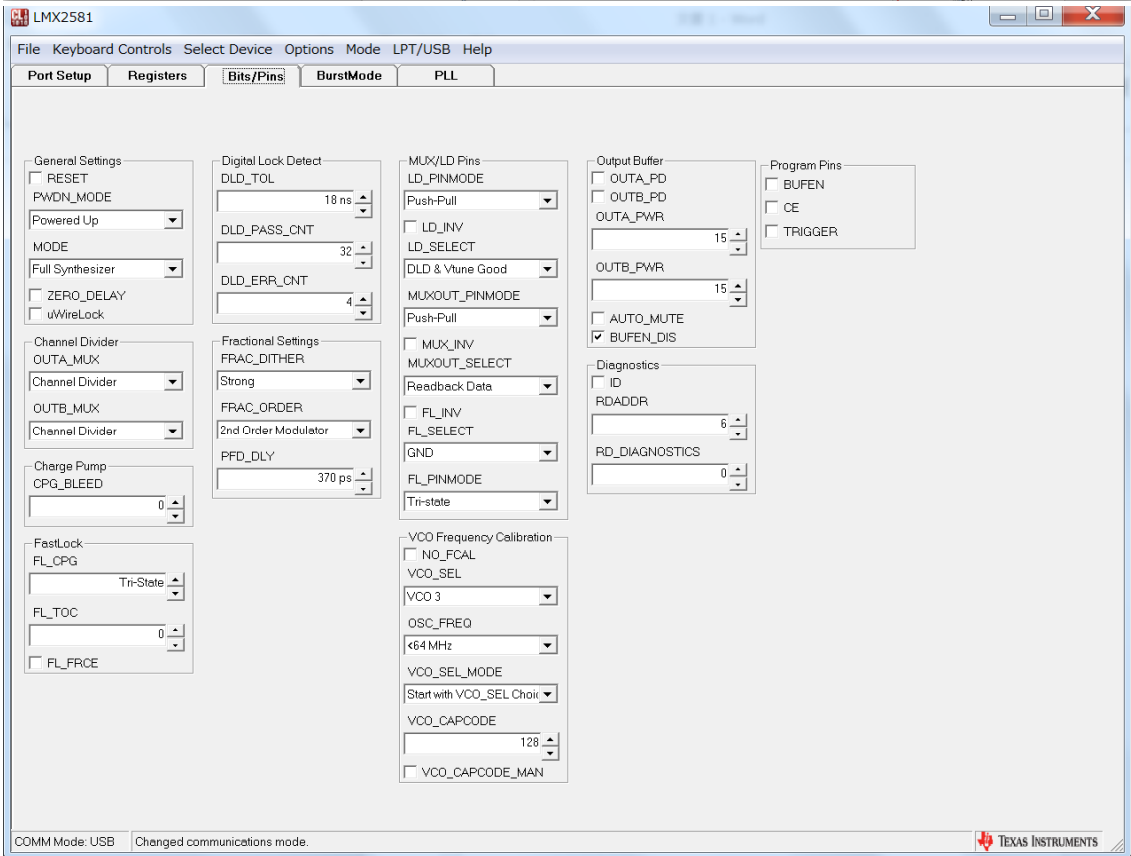 LMX2581
File Keyboard Controls Select Device Options Mode LPT/USB Help
Port Setup Registers Bits/Pins BurstMode PLL
General Settings
RESET
PWDN_MODE
Powered Up
MODE
Full Synthesizer
ZERO_DELAY
uWireLock
Channel Divider
OUTA_MUX
Channel Divider
OUTB_MUX
Channel Divider
Charge Pump
CPG_BLEED
0
FastLock
FL_CPG
Tri-State
FL_TOC
0
FL_FRCE
Digital Lock Detect
DLD_TOL
18 ns
DLD_PASS_CNT
32
DLD_ERR_CNT
4
Fractional Settings
FRAC_DITHER
Strong
FRAC_ORDER
2nd Order Modulator
PFD_DLY
370 ps
MUX/LD Pins
LD_PINMODE
Push-Pull
LD_INV
LD_SELECT
DLD & Vtune Good
MUXOUT_PINMODE
Push-Pull
MUX_INV
MUXOUT_SELECT
Readback Data
FL_INV
FL_SELECT
GND
FL_PINMODE
Tri-state
VCO Frequency Calibration
NO_FCAL
VCO_SEL
VCO 3
OSC_FREQ
<64 MHz
VCO_SEL_MODE
Start with VCO_SEL Choic
VCO_CAPCODE
128
VCO_CAPCODE_MAN
Output Buffer
OUTA_PD
OUTB_PD
OUTA_PWR
15
OUTB_PWR
15
AUTO_MUTE
BUFEN_DIS
Diagnostics
ID
RDADDR
6
RD_DIAGNOSTICS
0
Program Pins
BUFEN
CE
TRIGGER
COMM Mode: USB Changed communications mode. TEXAS INSTRUMENTS